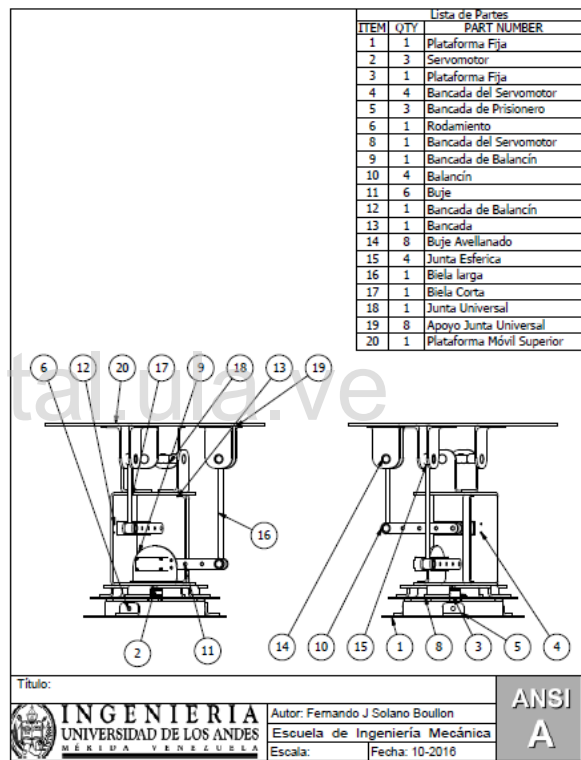 Lista de Partes
ITEM QTY PART NUMBER
1 1 Plataforma Fija
2 3 Servomotor
3 1 Plataforma Fija
4 4 Bancada del Servomotor
5 3 Bancada de Prisionero
6 1 Rodamiento
8 1 Bancada del Servomotor
9 1 Bancada de Balancín
10 4 Balancín
11 6 Buje
12 1 Bancada de Balancín
13 1 Bancada
14 8 Buje Avellanado
15 4 Junta Esferica
16 1 Biela larga
17 1 Biela Corta
18 1 Junta Universal
19 8 Apoyo Junta Universal
20 1 Plataforma Móvil Superior
tal.ula.ve
6 12 20 17 9 18 13 19
16
2 11
14 10 15 1 8 3 5 4
Título:
INGENIERIA
UNIVERSIDAD DE LOS ANDES
MÉRIDA VENEZUELA
Autor: Fernando J Solano Boullon
Escuela de Ingeniería Mecánica
Escala: Fecha: 10-2016
ANSI
A